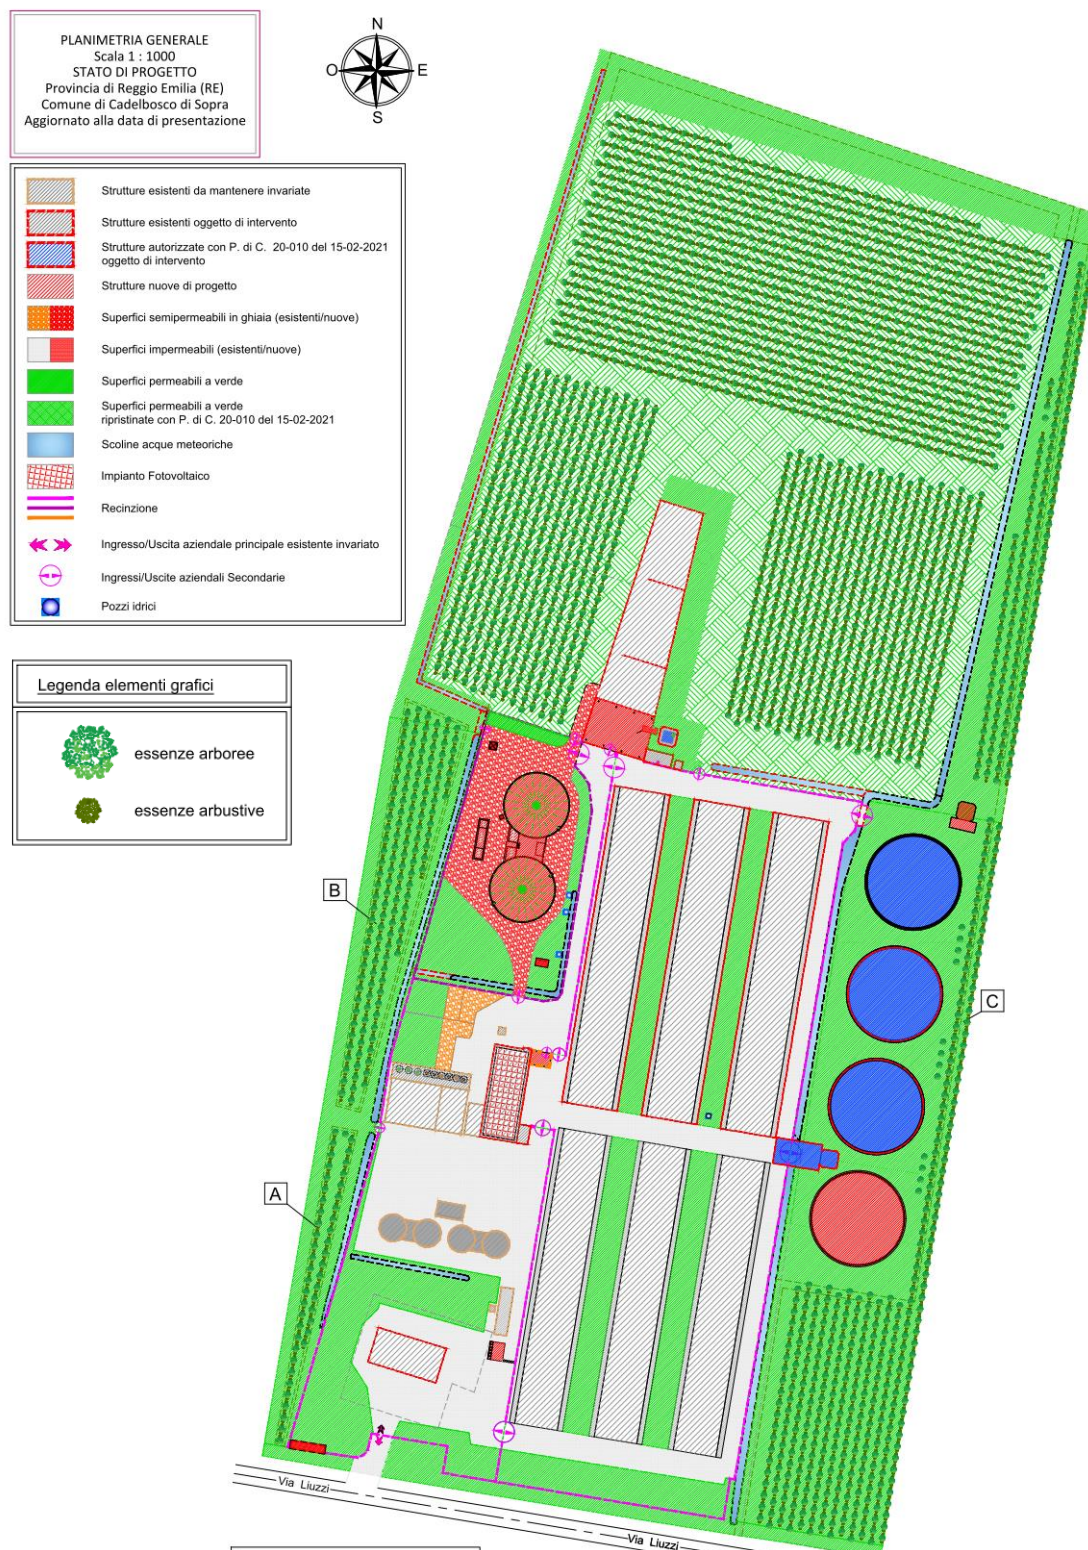 PLANIMETRIA GENERALE
Scala 1 : 1000
STATO DI PROGETTO
Provincia di Reggio Emilia (RE)
Comune di Cadelbosco di Sopra
Aggiornato alla data di presentazione
N
O
E
S
Strutture esistenti da mantenere invariate
Strutture esistenti oggetto di intervento
Strutture autorizzate con P. di C. 20-010 del 15-02-2021
oggetto di intervento
Strutture nuove di progetto
Superfici semipermeabili in ghiaia (esistenti/nuove)
Superfici impermeabili (esistenti/nuove)
Superfici permeabili a verde
Superfici permeabili a verde
ripristinate con P. di C. 20-010 del 15-02-2021
Scoline acque meteoriche
Impianto Fotovoltaico
Recinzione
Ingresso/Uscita aziendale principale esistente invariato
Ingressi/Uscite aziendali Secondarie
Pozzi idrici
Legenda elementi grafici
essenze arboree
essenze arbustive
B
C
A
Via Liuzzi
Via Liuzzi